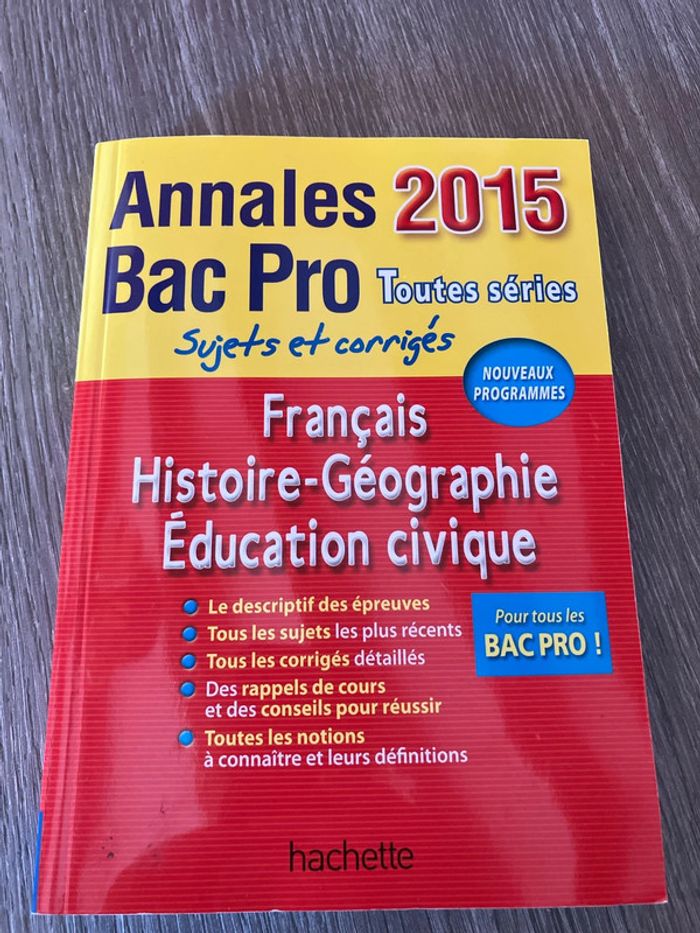 Annales 2015
Bac Pro Toutes séries
Sujets et corrigés
NOUVEAUX
PROGRAMMES
Français
Histoire-Géographie
Éducation civique
Le descriptif des épreuves
Tous les sujets les plus récents
Tous les corrigés détaillés
Des rappels de cours
et des conseils pour réussir
Toutes les notions
à connaître et leurs définitions
Pour tous les
BAC PRO !
hachette